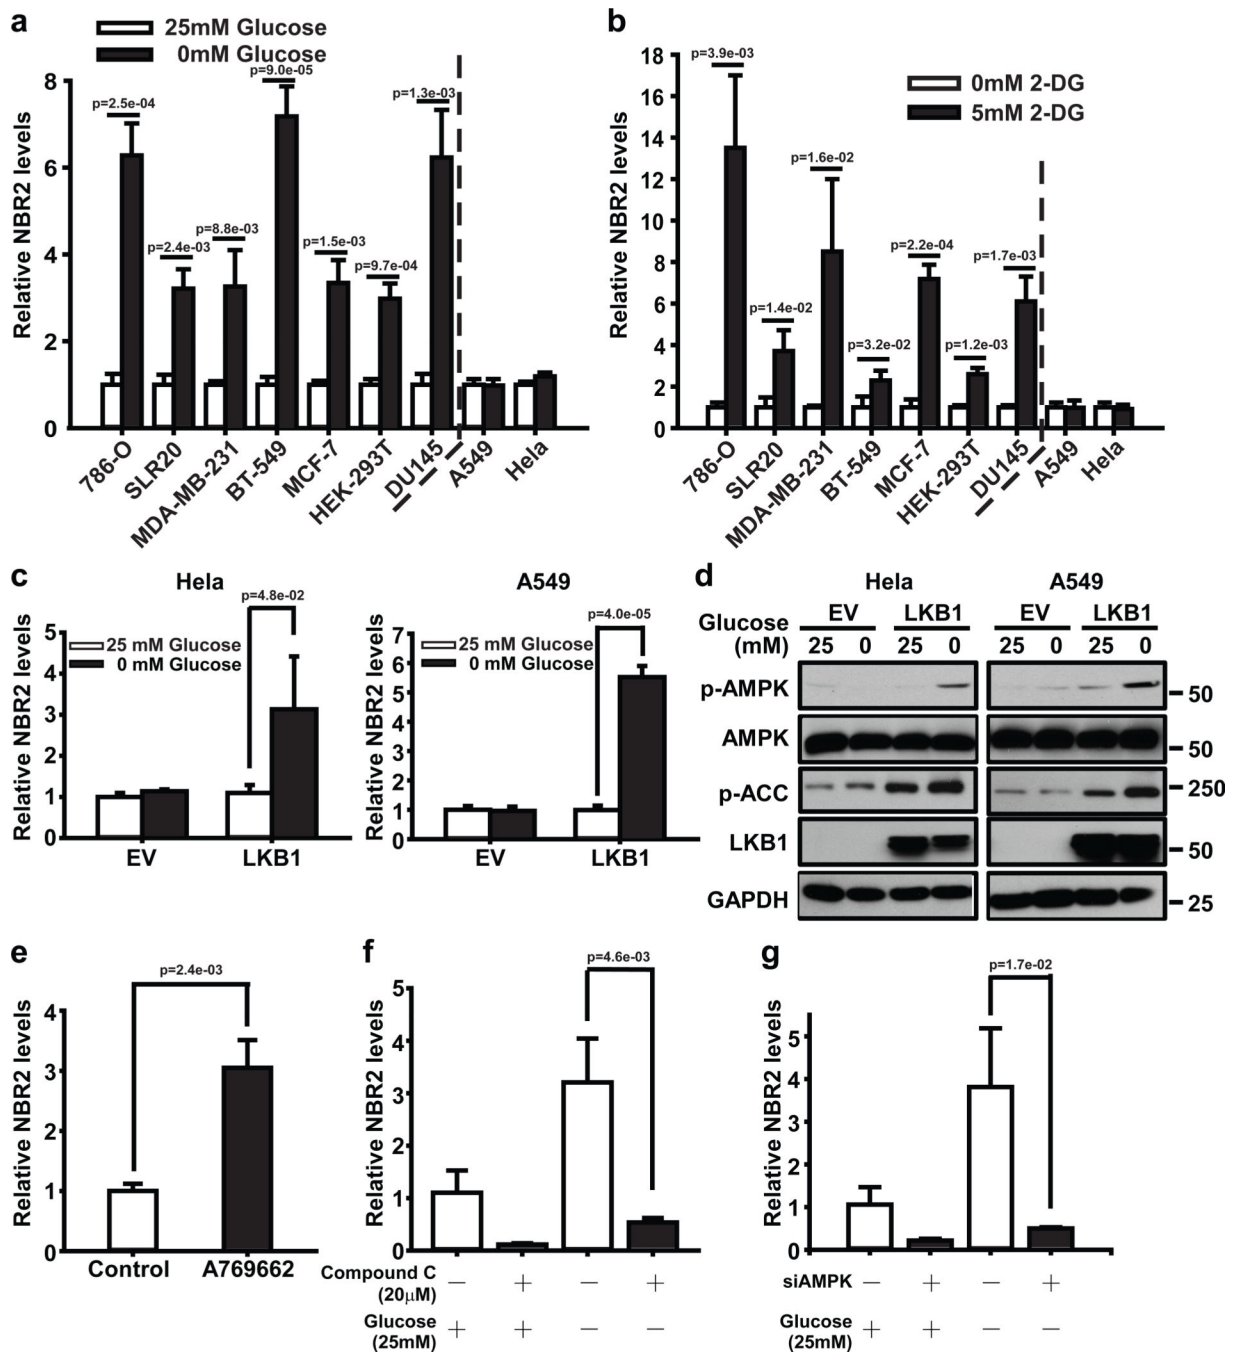 a
25mM Glucose
0mM Glucose
Relative NBR2 levels
8
6
4
2
0
p=2.5e-04
p=2.4e-03
p=8.8e-03
p=9.0e-05
p=1.5e-03
p=9.7e-04
p=1.3e-03
786-O
SLR20
MDA-MB-231
BT-549
MCF-7
HEK-293T
DU145
A549
Hela
b
0mM 2-DG
5mM 2-DG
Relative NBR2 levels
18
16
14
12
10
8
6
4
2
0
p=3.9e-03
p=1.4e-02
p=1.6e-02
p=3.2e-02
p=2.2e-04
p=1.2e-03
p=1.7e-03
786-O
SLR20
MDA-MB-231
BT-549
MCF-7
HEK-293T
DU145
A549
Hela
c
Hela
p=4.8e-02
25 mM Glucose
0 mM Glucose
Relative NBR2 levels
5
4
3
2
1
0
EV
LKB1
A549
p=4.0e-05
25 mM Glucose
0 mM Glucose
Relative NBR2 levels
7
6
5
4
3
2
1
0
EV
LKB1
d
Hela
A549
EV
LKB1
EV
LKB1
Glucose
(mM)
25 0 25 0
25 0 25 0
p-AMPK
50
AMPK
50
p-ACC
250
LKB1
50
GAPDH
25
e
p=2.4e-03
Relative NBR2 levels
4
3
2
1
0
Control
A769662
f
p=4.6e-03
Relative NBR2 levels
5
4
3
2
1
0
Compound C
(20μM)
— + — +
Glucose
(25mM)
+ + — —
g
p=1.7e-02
Relative NBR2 levels
5
4
3
2
1
0
siAMPK
— + — +
Glucose
(25mM)
+ + — —